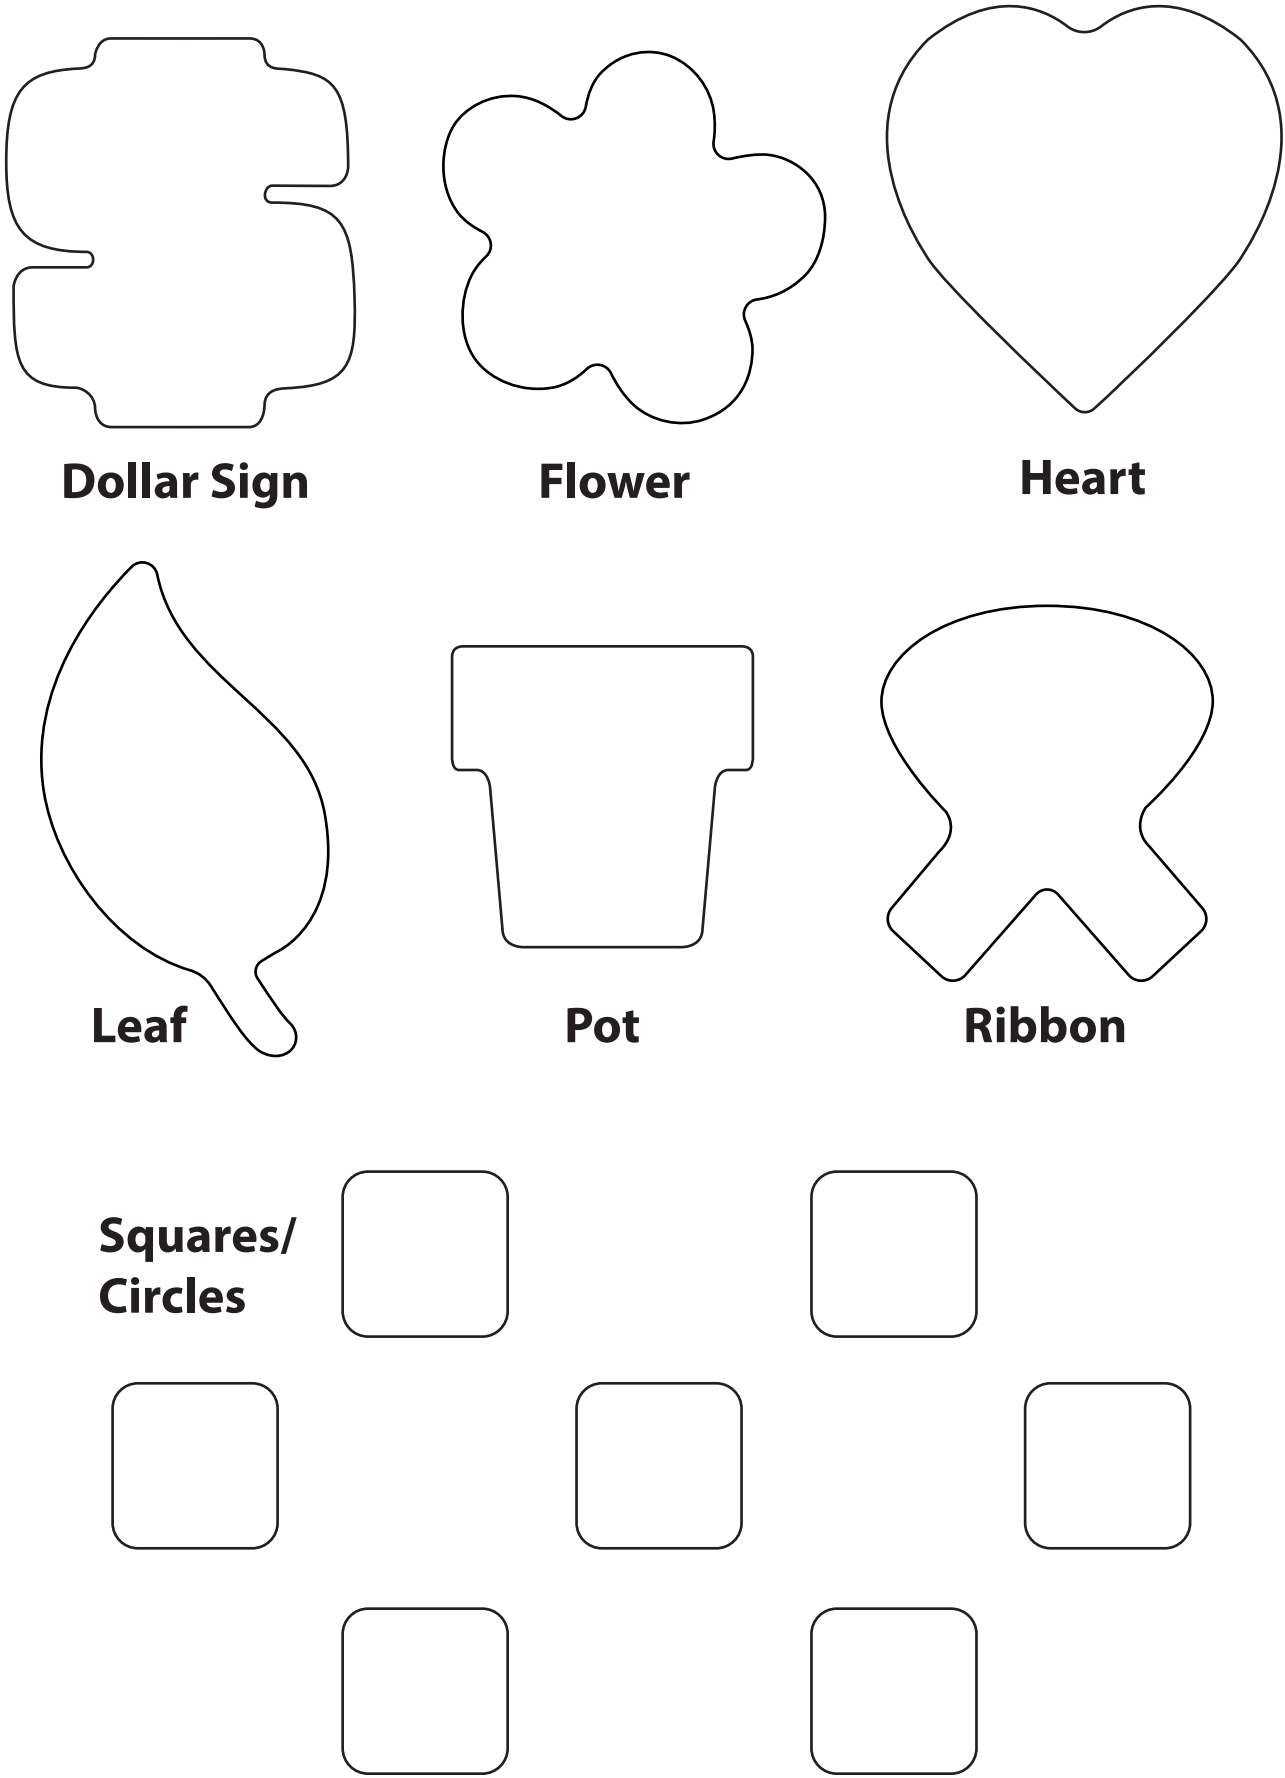 Dollar Sign
Flower
Heart
Leaf
Pot
Ribbon
Squares/
Circles